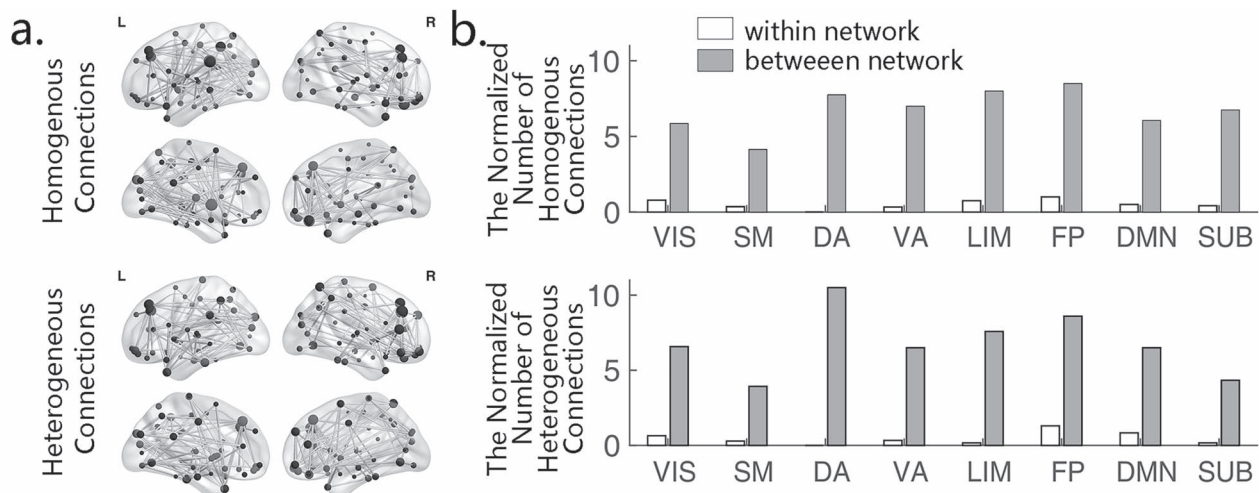 a.
L
R
Homogenous
Connections
L
R
Heterogeneous
Connections
b.
within network
betweeen network
The Normalized
Number of
Homogenous
Connections
10
5
0
VIS SM DA VA LIM FP DMN SUB
The Normalized
Number of
Heterogeneous
Connections
10
5
0
VIS SM DA VA LIM FP DMN SUB